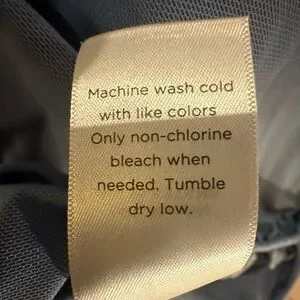 Machine wash cold
with like colors
Only non-chlorine
bleach when
needed. Tumble
dry low.